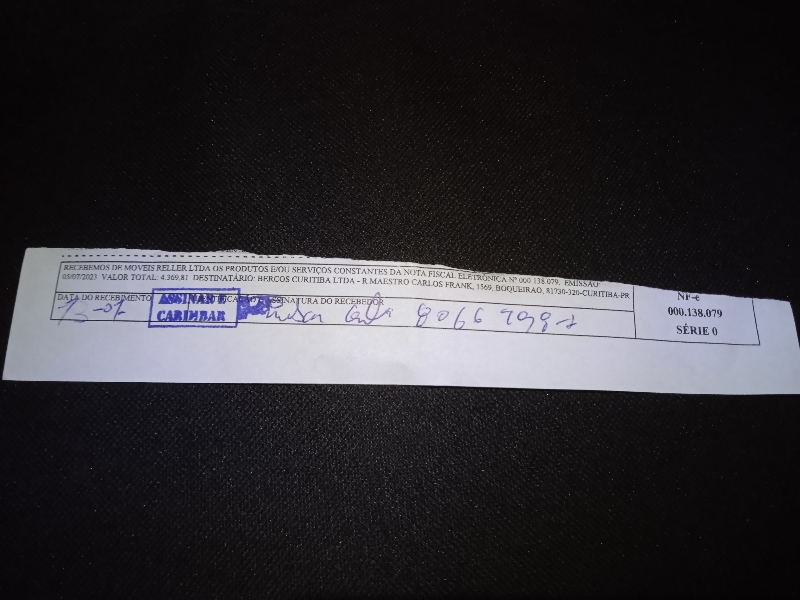 RECEBEMOS DE MOVEIS RELLER LTDA OS PRODUTOS E/OU SERVIÇOS CONSTANTES DA NOTA FISCAL ELETRÔNICA Nº 000.138.079, EMISSÃO:
05/07/2023 VALOR TOTAL: 4.369,81 DESTINATÁRIO: BERÇOS CURITIBA LTDA - R MAESTRO CARLOS FRANK, 1569, BOQUEIRAO, 81730-320-CURITIBA-PR
DATA DO RECEBIMENTO
ASSINAR E
CARIMBAR
ASSINATURA DO RECEBEDOR
NF-e
000.138.079
SÉRIE 0